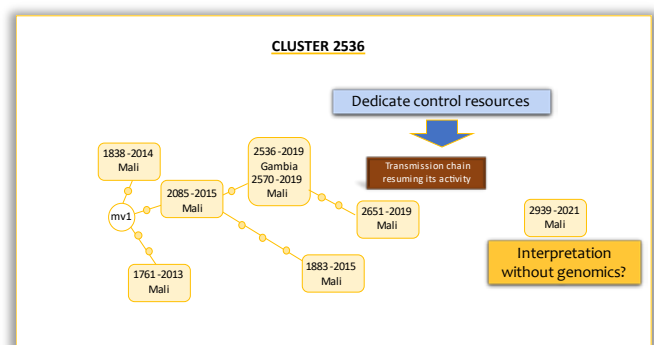 CLUSTER 2536
Dedicate control resources
1838-2014
Mali
2536-2019
Gambia
2570-2019
Mali
Transmission chain
resuming its activity
2085-2015
Mali
mv1
2651-2019
Mali
2939-2021
Mali
1761-2013
Mali
1883-2015
Mali
Interpretation
without genomics?